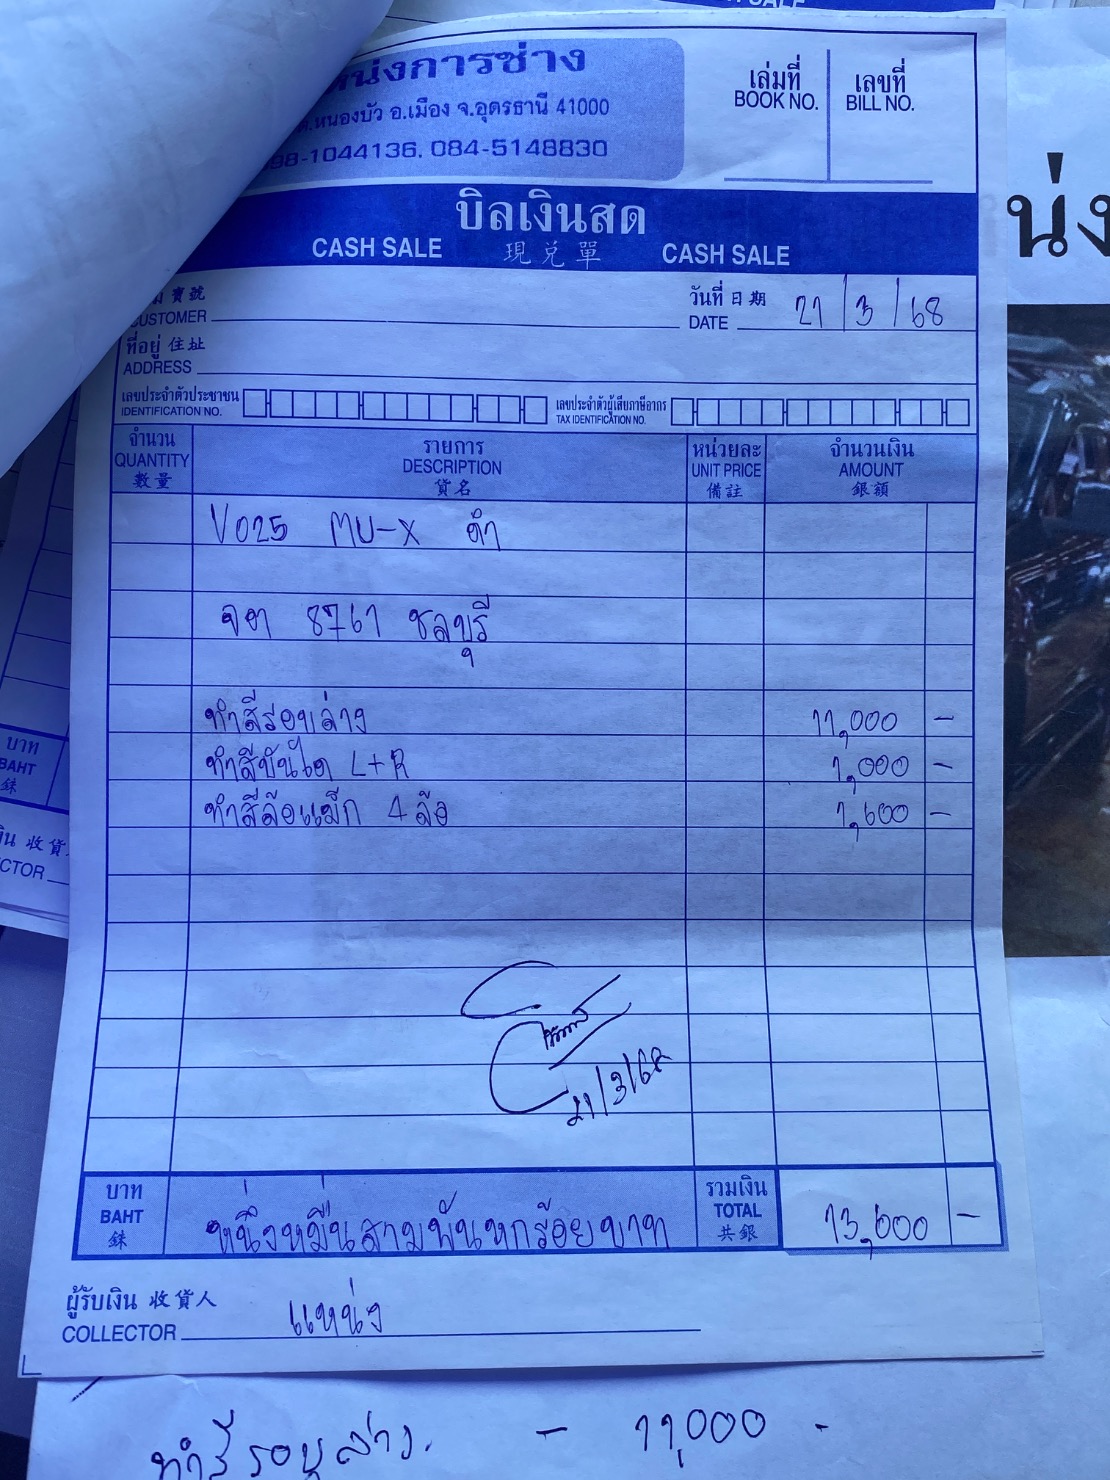 หน่งการช่าง
ต.หนองบัว อ.เมือง จ.อุดรธานี 41000
98-1044136, 084-5148830
เล่มที่
BOOK NO.
เลขที่
BILL NO.
น่ง
บิลเงินสด
CASH SALE 現兌單 CASH SALE
寶號
CUSTOMER
วันที่ 日期
DATE 21/3/68
ที่อยู่ 住址
ADDRESS
เลขประจำตัวประชาชน
IDENTIFICATION NO.
เลขประจำตัวผู้เสียภาษีอากร
TAX IDENTIFICATION NO.
จำนวน
QUANTITY
數量
รายการ
DESCRIPTION
貨名
หน่วยละ
UNIT PRICE
備註
จำนวนเงิน
AMOUNT
銀額
V025 MU-X ดำ
จต 8761 ชลบุรี
ทำสีรอบล่าง 11,000 -
ทำสีบันได L+R 1,000 -
ทำสีล้อแม็ก 4 ล้อ 1,600 -
21/3/68
บาท
BAHT
銖
หนึ่งหมื่นสามพันหกร้อยบาท
รวมเงิน
TOTAL
共銀
13,600 -
ผู้รับเงิน 收貨人
COLLECTOR แหน่ง
ทำสีรอบล่าง. - 11,000 -
บาท
BAHT
銖
收貨
CTOR